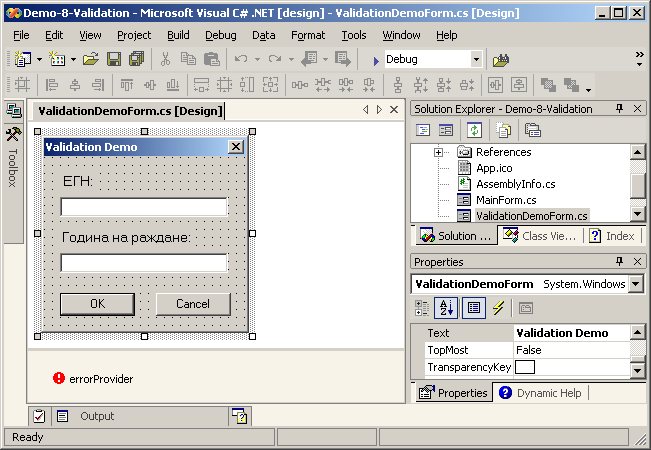 Demo-8-Validation - Microsoft Visual C# .NET [design] - ValidationDemoForm.cs [Design]
File Edit View Project Build Debug Data Format Tools Window Help
Debug
ValidationDemoForm.cs [Design]
Toolbox
Validation Demo
ЕГН:
Година на раждане:
OK Cancel
errorProvider
Solution Explorer - Demo-8-Validation
References
App.ico
AssemblyInfo.cs
MainForm.cs
ValidationDemoForm.cs
Solution ... Class Vie... Index
Properties
ValidationDemoForm System.Windows
Text Validation Demo
TopMost False
TransparencyKey
Properties Dynamic Help
Output
Ready